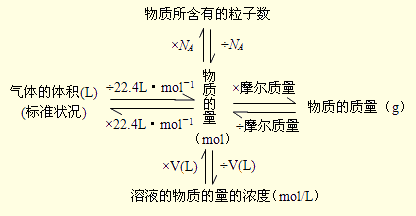 物质所含有的粒子数
×NA ÷NA
气体的体积(L)
(标准状况)
÷22.4L·mol⁻¹
×22.4L·mol⁻¹
物质的量
(mol)
×摩尔质量
÷摩尔质量
物质的质量（g）
×V(L) ÷V(L)
溶液的物质的量的浓度(mol/L)